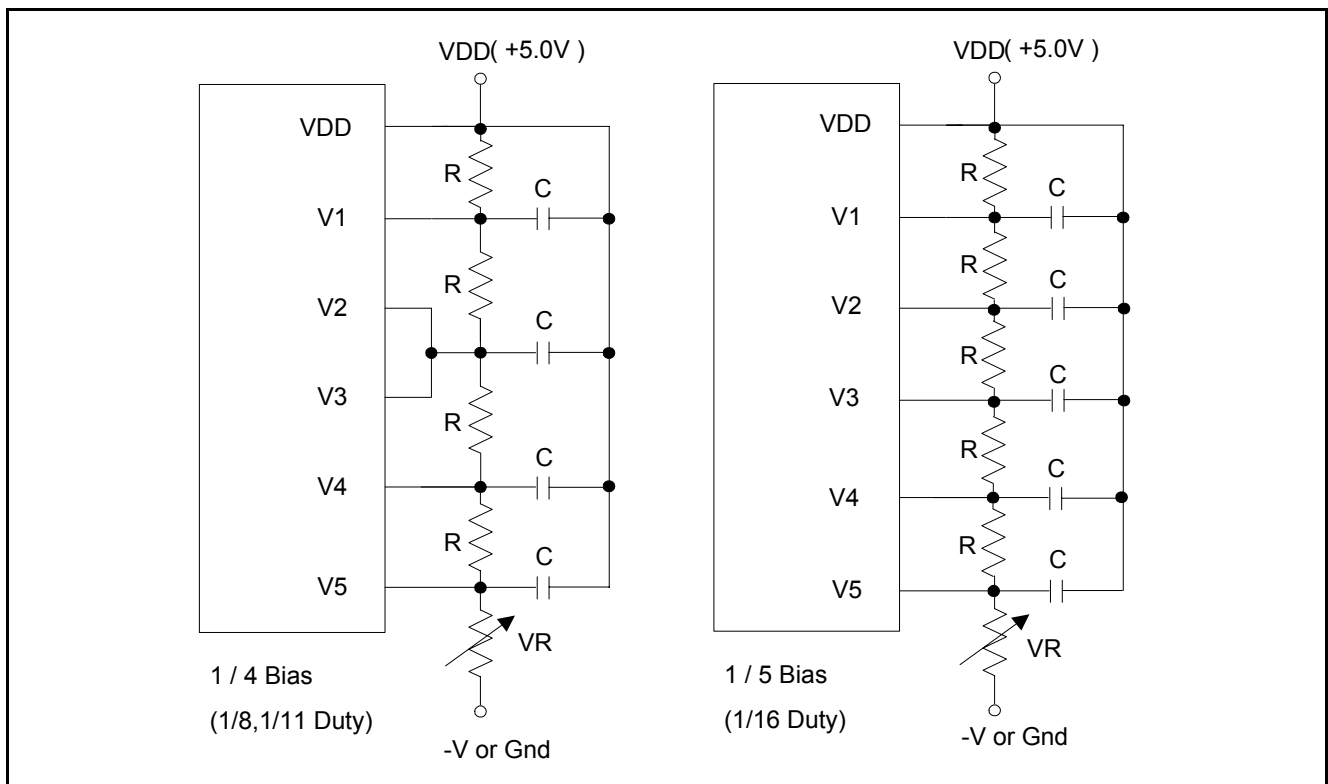 VDD( +5.0V )
VDD
R
C
V1
R
V2
C
V3
R
C
V4
R
C
V5
VR
1 / 4 Bias
(1/8,1/11 Duty)
-V or Gnd
VDD( +5.0V )
VDD
R
C
V1
R
C
V2
R
C
V3
R
C
V4
R
C
V5
VR
1 / 5 Bias
(1/16 Duty)
-V or Gnd